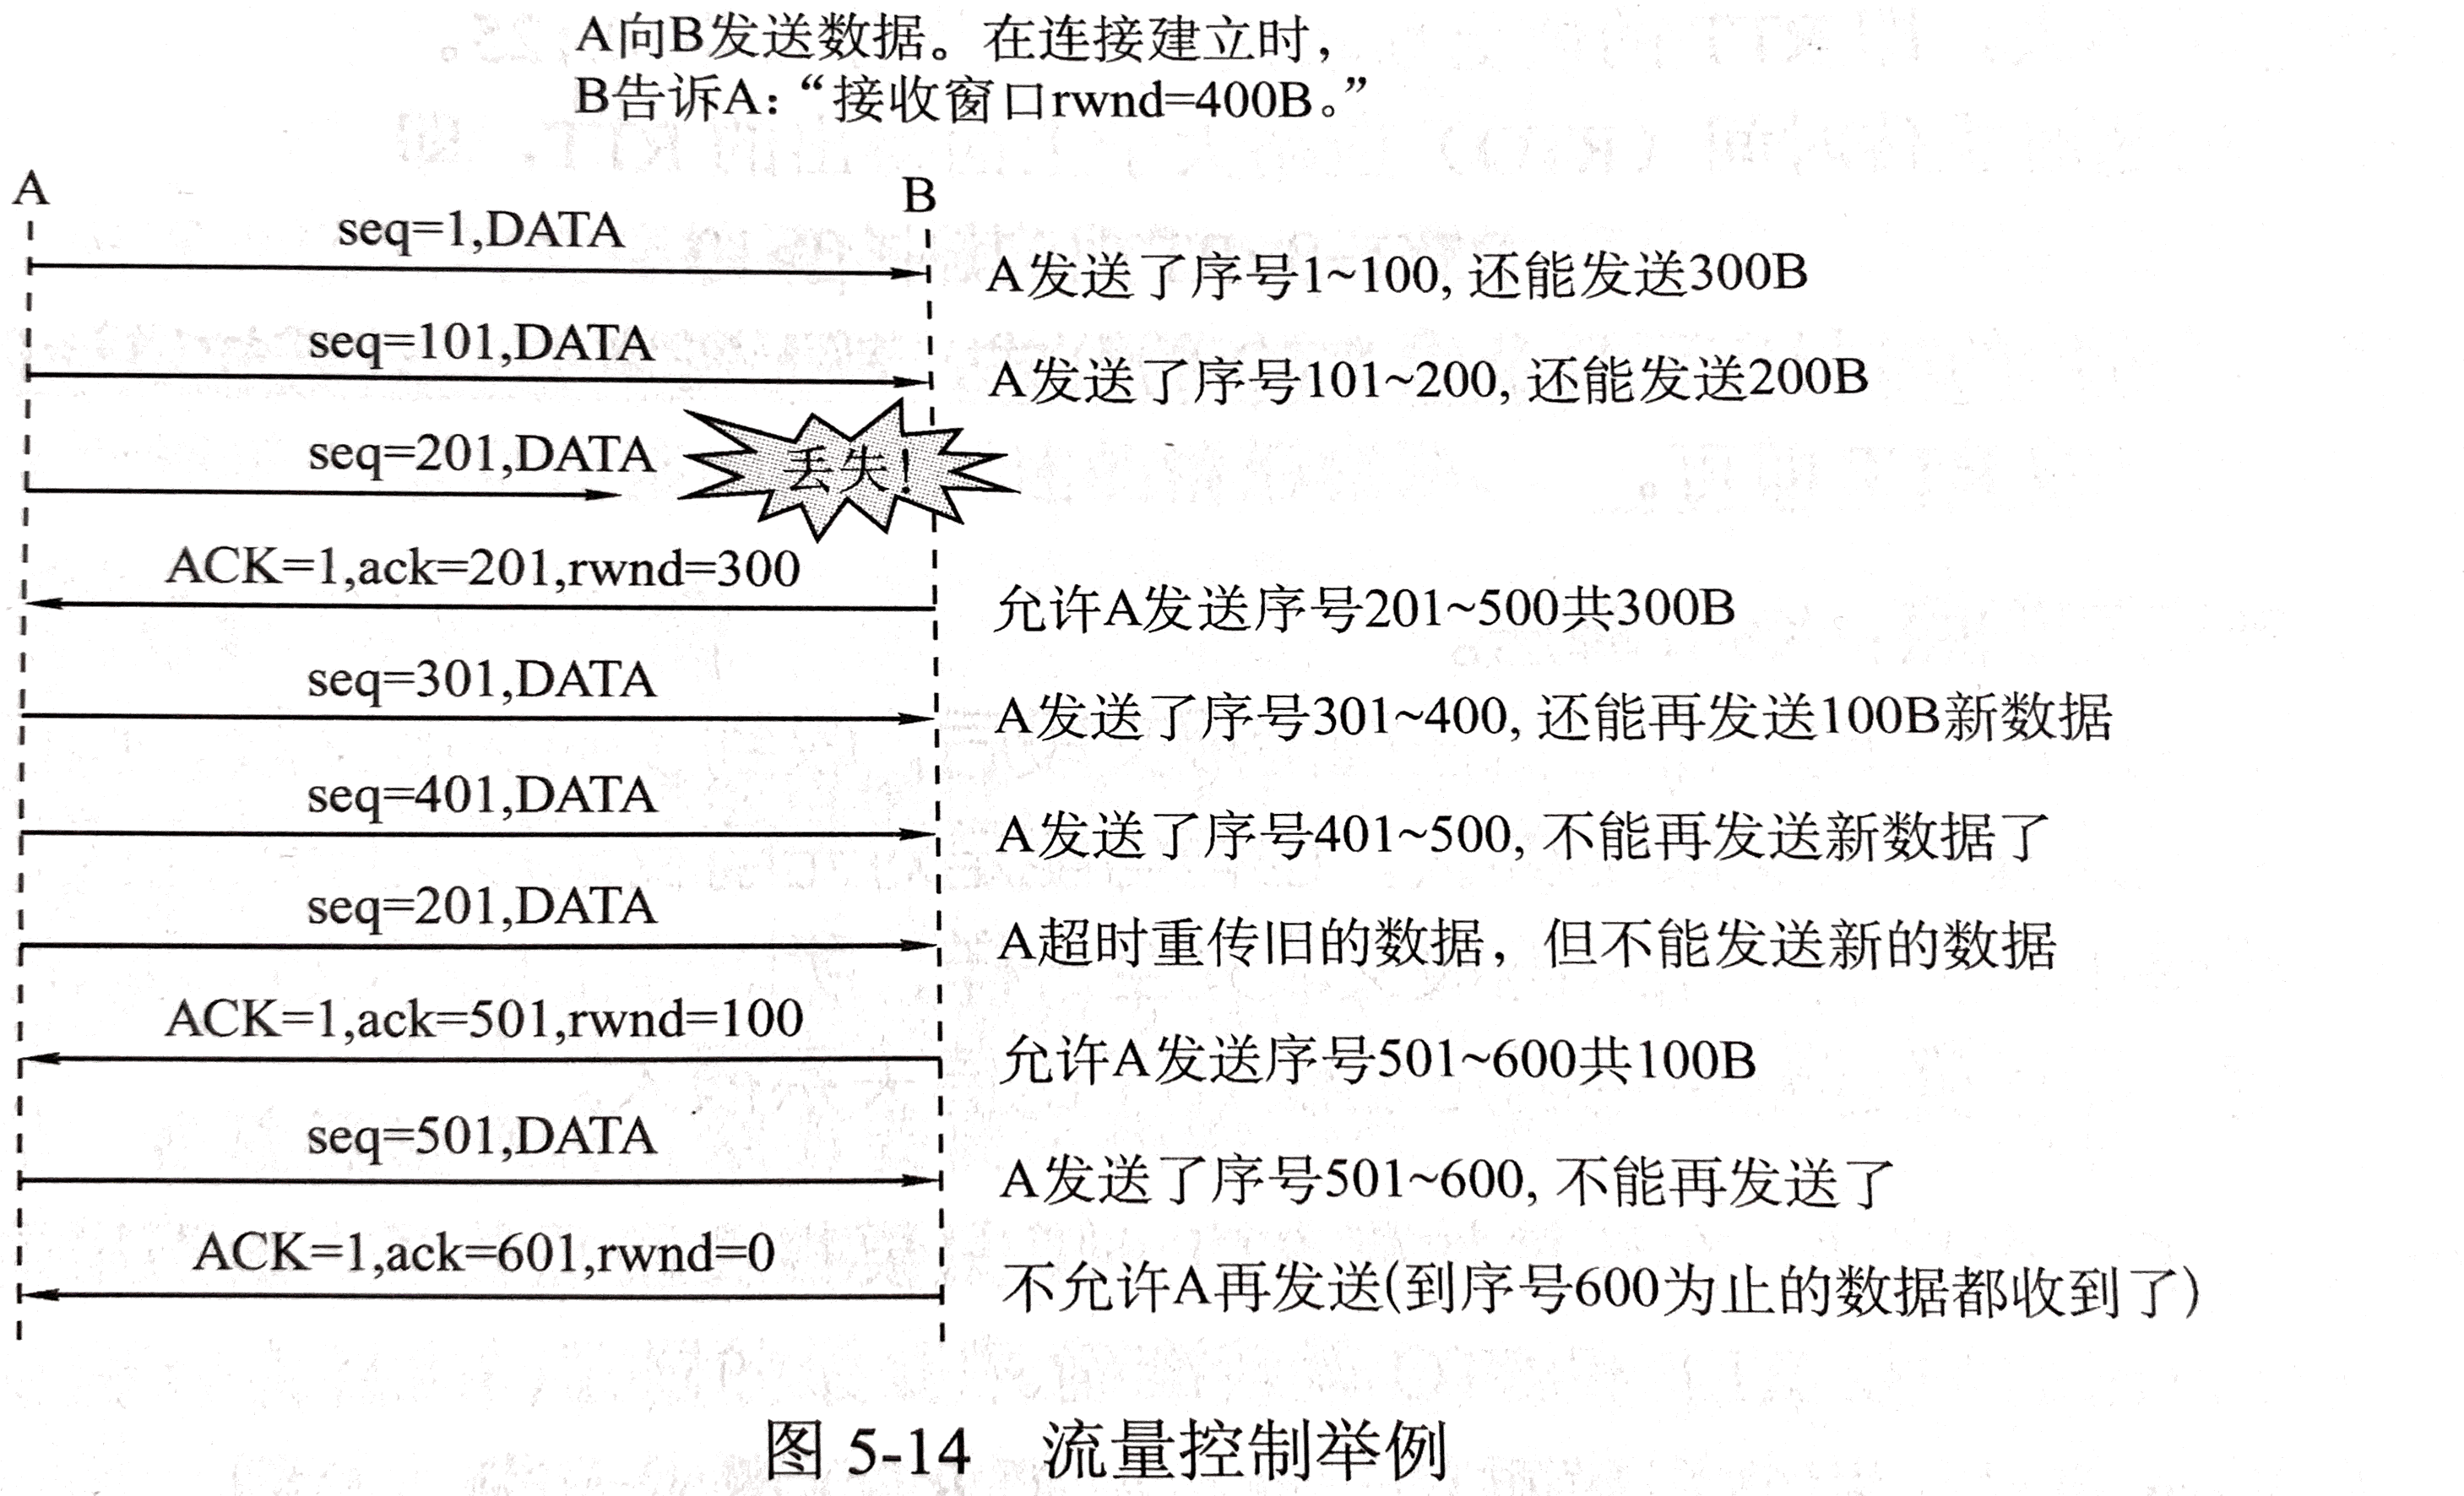 A向B发送数据。在连接建立时，
B告诉A：“接收窗口rwnd=400B。”
A
B
seq=1,DATA
A发送了序号1~100, 还能发送300B
seq=101,DATA
A发送了序号101~200, 还能发送200B
seq=201,DATA
丢失！
ACK=1,ack=201,rwnd=300
允许A发送序号201~500共300B
seq=301,DATA
A发送了序号301~400, 还能再发送100B新数据
seq=401,DATA
A发送了序号401~500, 不能再发送新数据了
seq=201,DATA
A超时重传旧的数据，但不能发送新的数据
ACK=1,ack=501,rwnd=100
允许A发送序号501~600共100B
seq=501,DATA
A发送了序号501~600, 不能再发送了
ACK=1,ack=601,rwnd=0
不允许A再发送(到序号600为止的数据都收到了)
图 5-14 流量控制举例